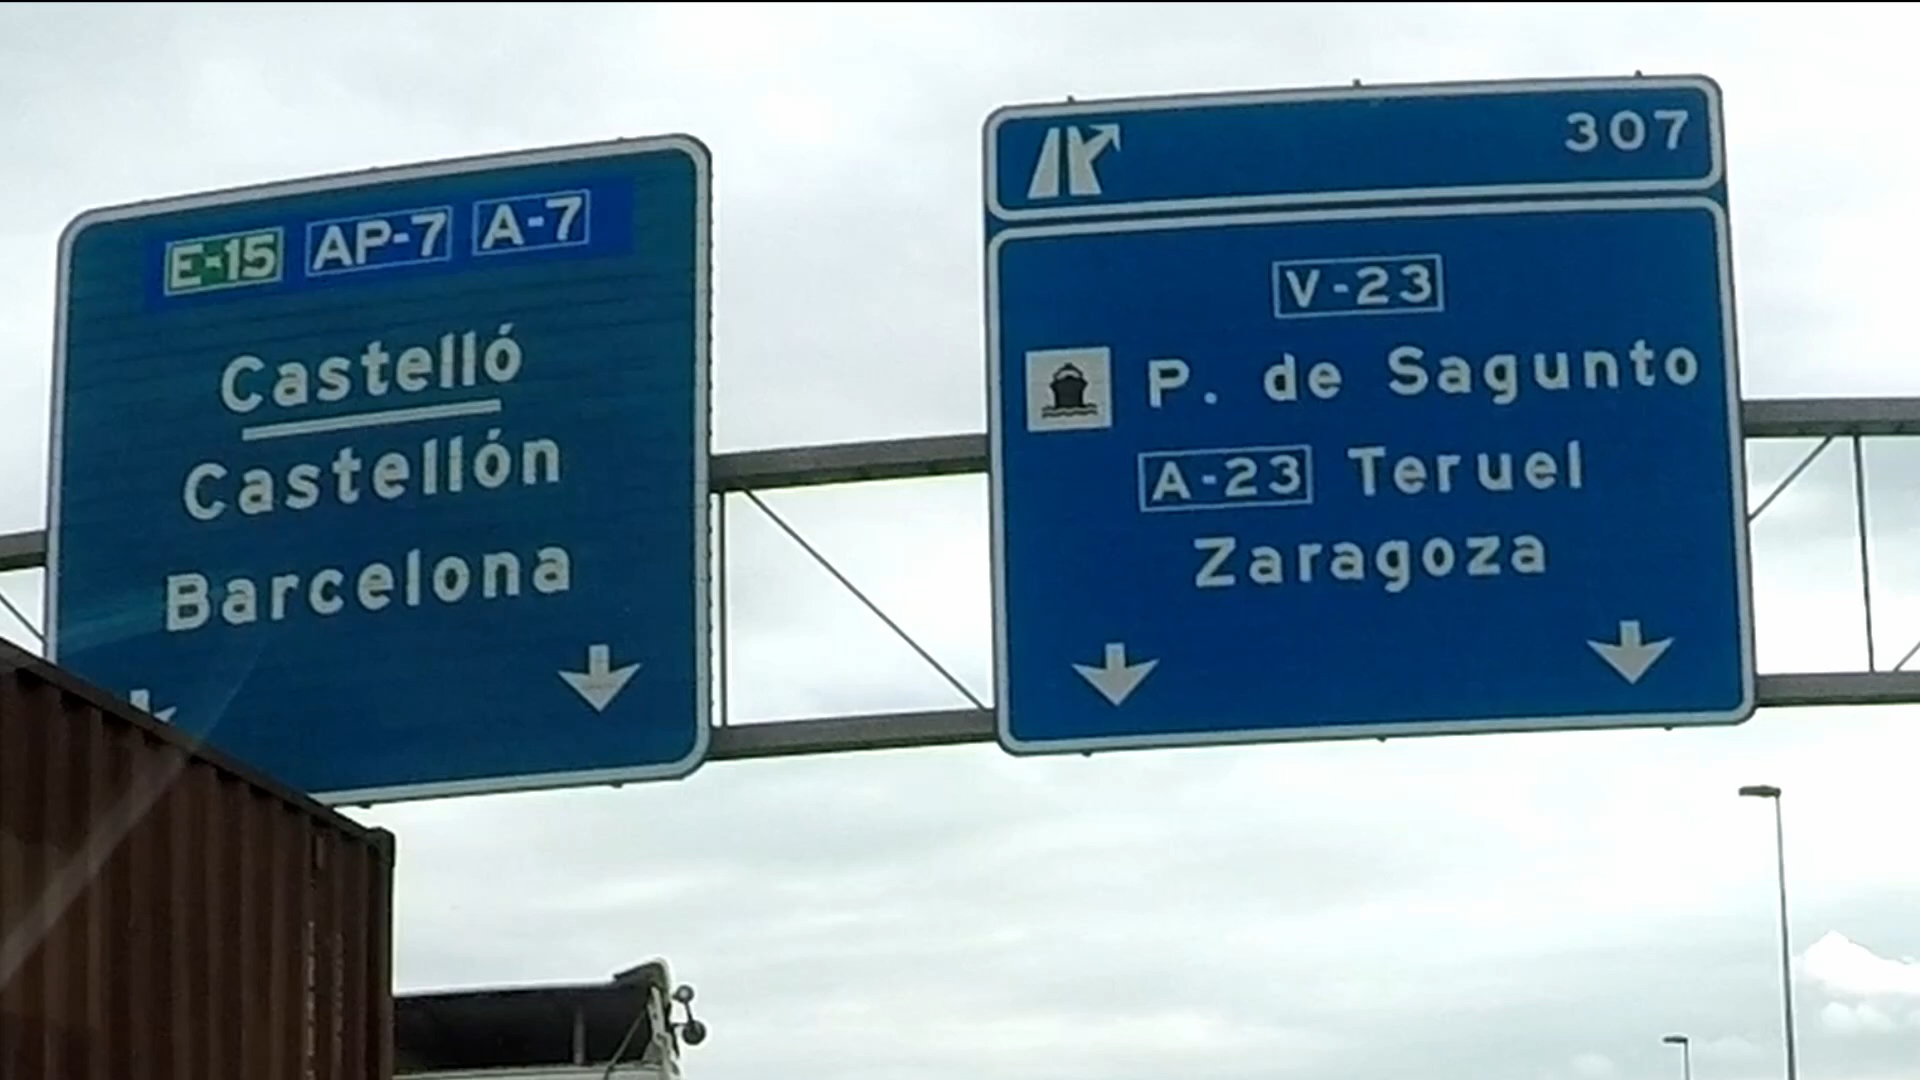 E-15 AP-7 A-7
Castelló
Castellón
Barcelona
307
V-23
P. de Sagunto
A-23 Teruel
Zaragoza